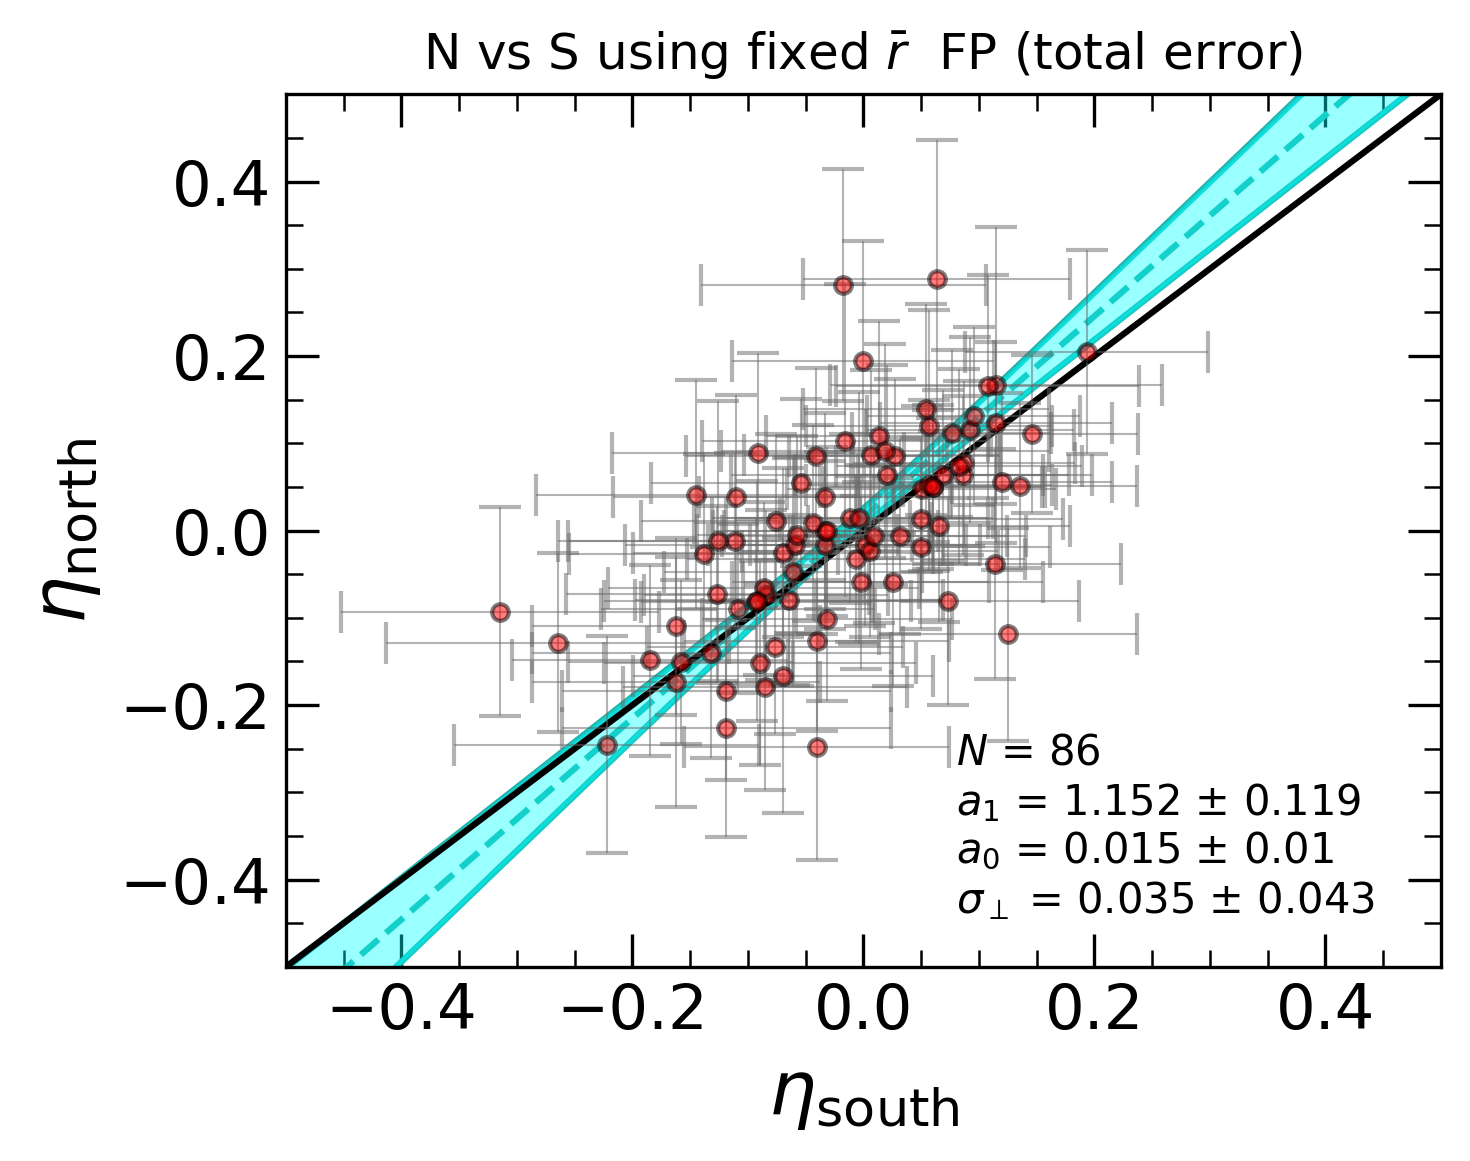 N vs S using fixed r̄ FP (total error)
0.4
0.2
0.0
−0.2
−0.4
η_north
N = 86
a₁ = 1.152 ± 0.119
a₀ = 0.015 ± 0.01
σ⊥ = 0.035 ± 0.043
−0.4 −0.2 0.0 0.2 0.4
η_south